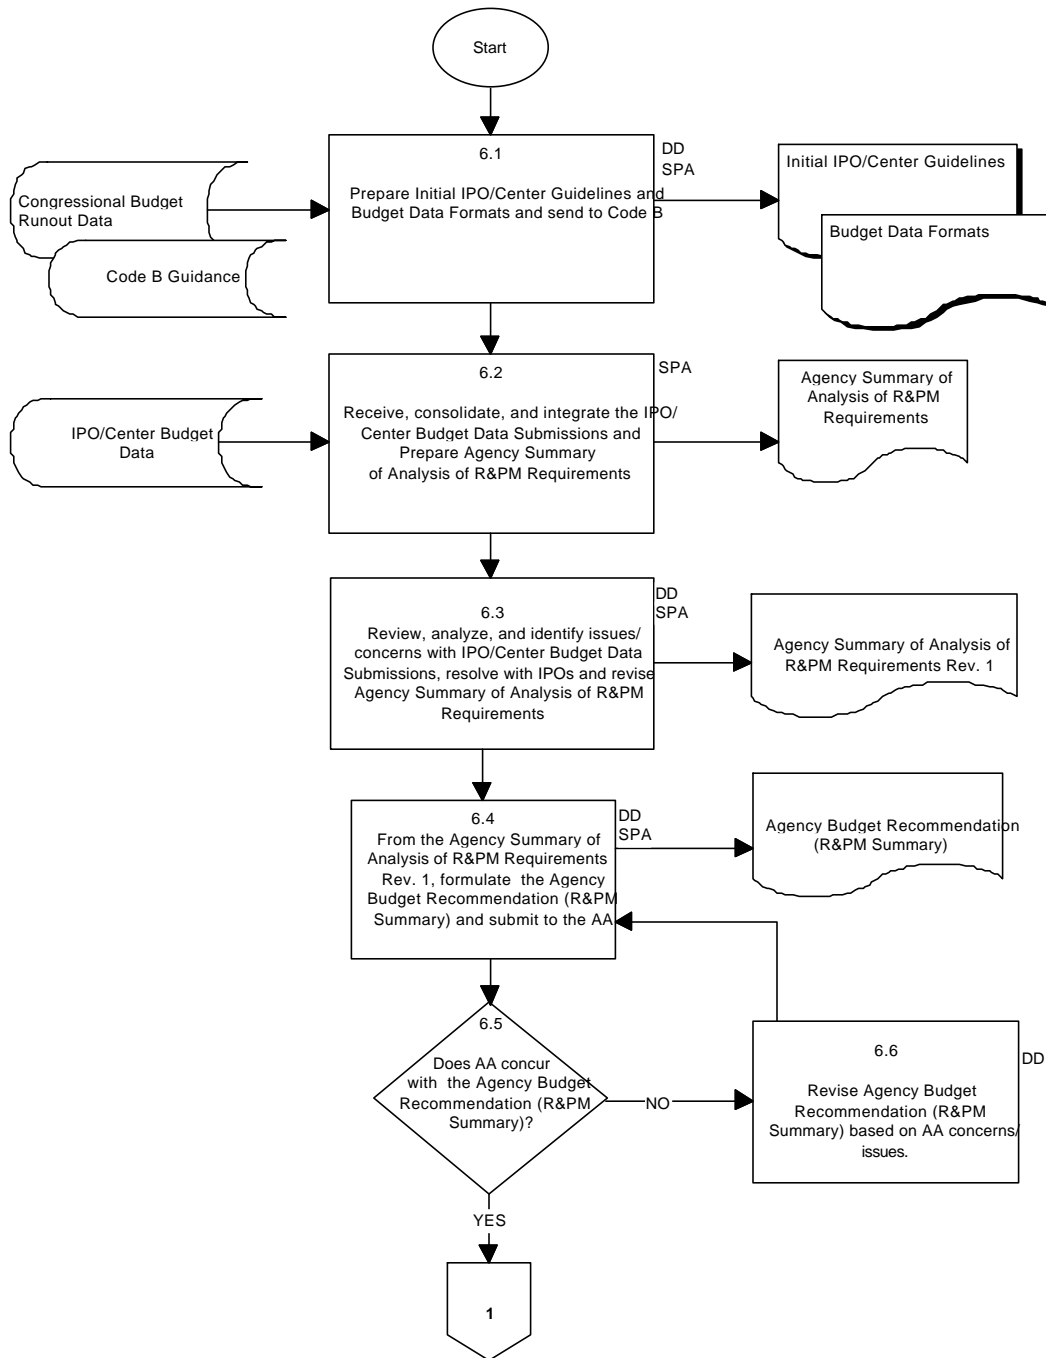 Start
6.1
Prepare Initial IPO/Center Guidelines and
Budget Data Formats and send to Code B
DD
SPA
Congressional Budget
Runout Data
Code B Guidance
Initial IPO/Center Guidelines
Budget Data Formats
6.2
Receive, consolidate, and integrate the IPO/
Center Budget Data Submissions and
Prepare Agency Summary
of Analysis of R&PM Requirements
SPA
IPO/Center Budget
Data
Agency Summary of
Analysis of R&PM
Requirements
6.3
Review, analyze, and identify issues/
concerns with IPO/Center Budget Data
Submissions, resolve with IPOs and revise
Agency Summary of Analysis of R&PM
Requirements
DD
SPA
Agency Summary of Analysis of
R&PM Requirements Rev. 1
6.4
From the Agency Summary of
Analysis of R&PM Requirements
Rev. 1, formulate the Agency
Budget Recommendation (R&PM
Summary) and submit to the AA
DD
SPA
Agency Budget Recommendation
(R&PM Summary)
6.5
Does AA concur
with the Agency Budget
Recommendation (R&PM
Summary)?
NO
6.6
Revise Agency Budget
Recommendation (R&PM
Summary) based on AA concerns/
issues.
DD
YES
1